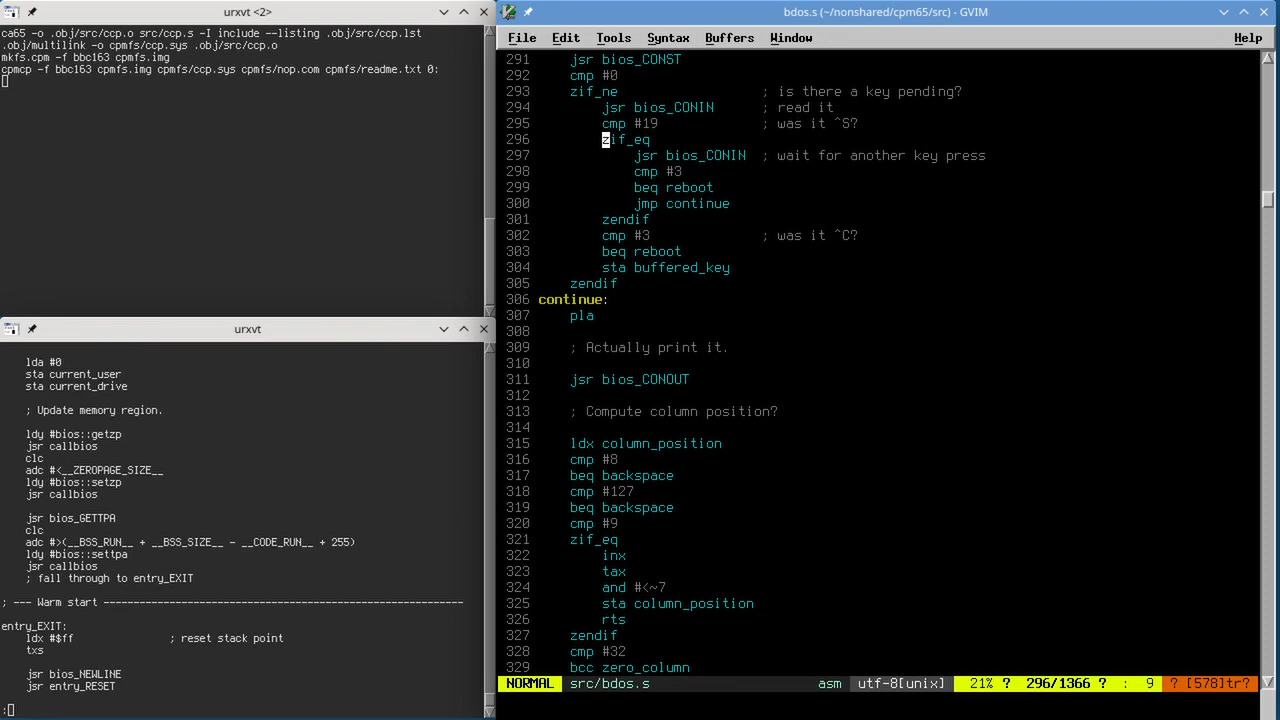 urxvt <2>
ca65 -o .obj/src/ccp.o src/ccp.s -I include --listing .obj/src/ccp.lst
.obj/multilink -o cpmfs/ccp.sys .obj/src/ccp.o
mkfs.cpm -f bbc163 cpmfs.img
cpmcp -f bbc163 cpmfs.img cpmfs/ccp.sys cpmfs/nop.com cpmfs/readme.txt 0:
urxvt
lda #0
sta current_user
sta current_drive
; Update memory region.
ldy #bios::getzp
jsr callbios
clc
adc #<__ZEROPAGE_SIZE__
ldy #bios::setzp
jsr callbios
jsr bios_GETTPA
clc
adc #>(__BSS_RUN__ + __BSS_SIZE__ - __CODE_RUN__ + 255)
ldy #bios::settpa
jsr callbios
; fall through to entry_EXIT
; --- Warm start ------------------------------------------------------------
entry_EXIT:
ldx #$ff ; reset stack point
txs
jsr bios_NEWLINE
jsr entry_RESET
:
bdos.s (~/nonshared/cpm65/src) - GVIM
File Edit Tools Syntax Buffers Window Help
291 jsr bios_CONST
292 cmp #0
293 zif_ne ; is there a key pending?
294 jsr bios_CONIN ; read it
295 cmp #19 ; was it ^S?
296 zif_eq
297 jsr bios_CONIN ; wait for another key press
298 cmp #3
299 beq reboot
300 jmp continue
301 zendif
302 cmp #3 ; was it ^C?
303 beq reboot
304 sta buffered_key
305 zendif
306 continue:
307 pla
308
309 ; Actually print it.
310
311 jsr bios_CONOUT
312
313 ; Compute column position?
314
315 ldx column_position
316 cmp #8
317 beq backspace
318 cmp #127
319 beq backspace
320 cmp #9
321 zif_eq
322 inx
323 tax
324 and #<~7
325 sta column_position
326 rts
327 zendif
328 cmp #32
329 bcc zero_column
NORMAL src/bdos.s asm utf-8[unix] 21% ? 296/1366 ? : 9 ? [578]tr?